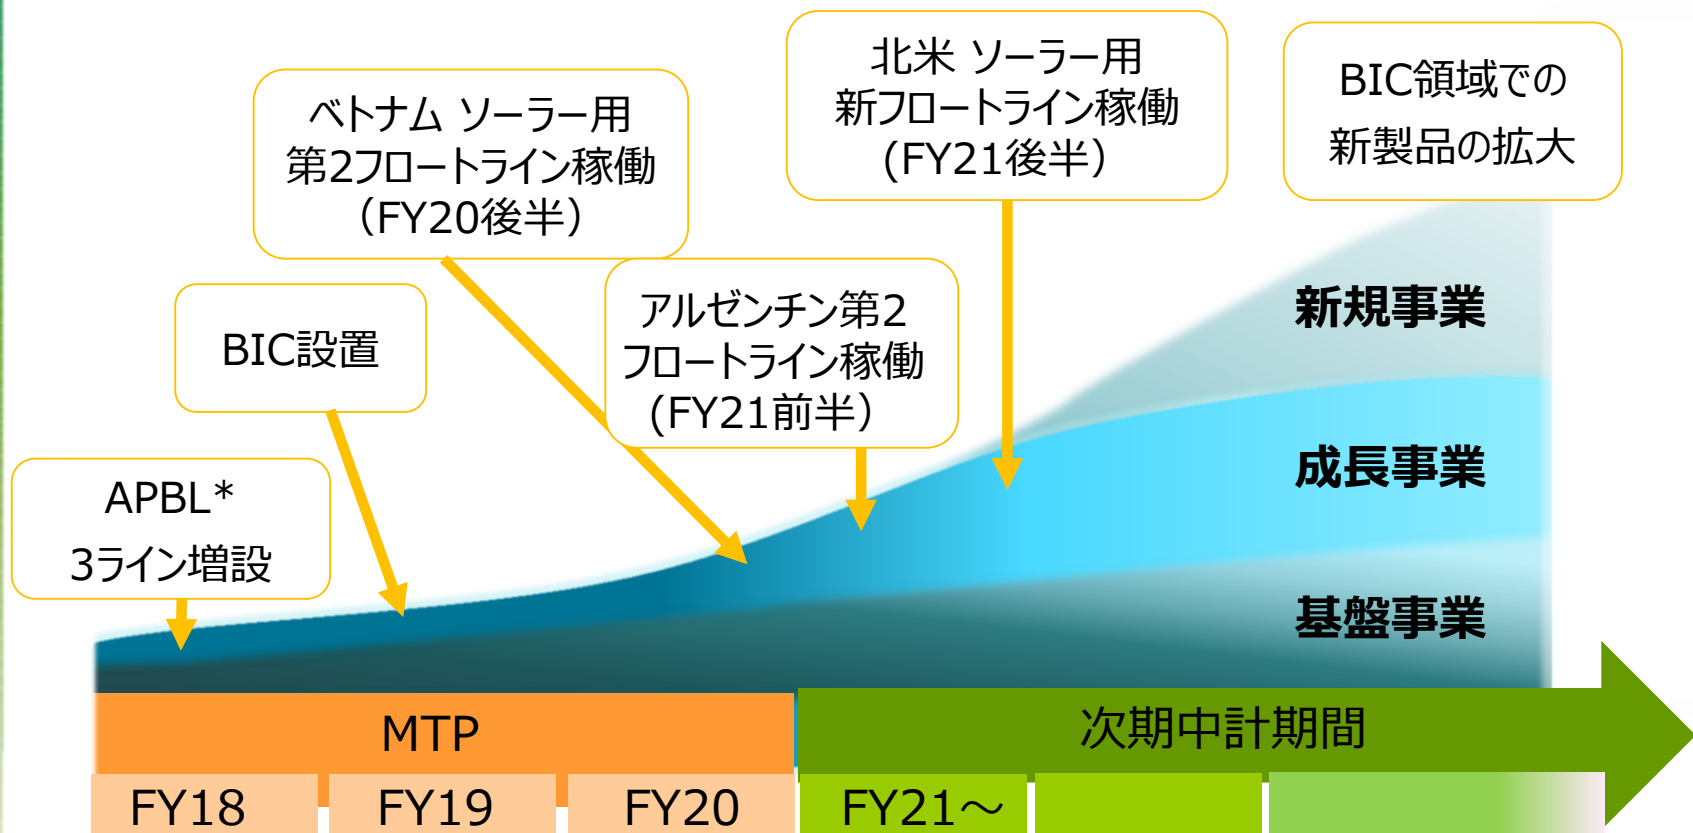 北米 ソーラー用
新フロートライン稼働
(FY21後半）
BIC領域での
新製品の拡大
ベトナム ソーラー用
第2フロートライン稼働
（FY20後半）
アルゼンチン第2
フロートライン稼働
(FY21前半）
BIC設置
APBL*
3ライン増設
新規事業
成長事業
基盤事業
MTP
次期中計期間
FY18
FY19
FY20
FY21～